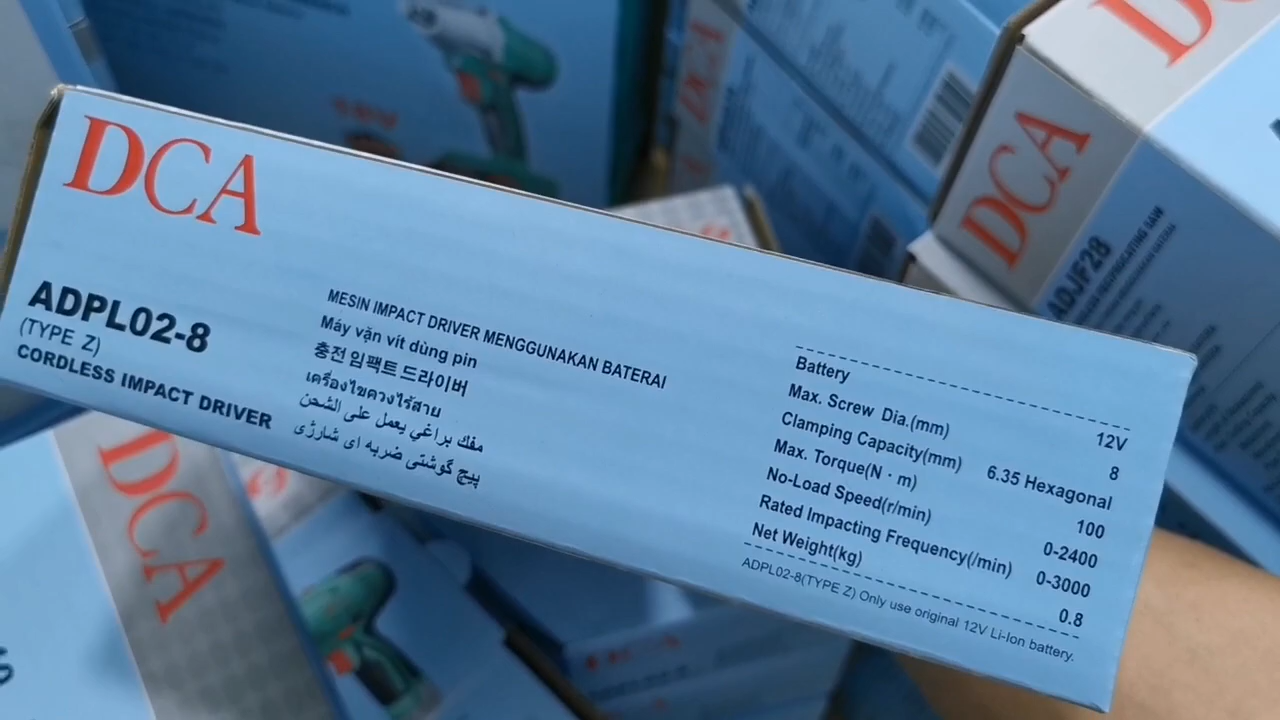 DCA
ADPL02-8
(TYPE Z)
CORDLESS IMPACT DRIVER
MESIN IMPACT DRIVER MENGGUNAKAN BATERAI
Máy vặn vít dùng pin
충전 임팩트 드라이버
เครื่องไขควงไร้สาย
مفك براغي يعمل على الشحن
پیچ گوشتی ضربه ای شارژی
Battery 12V
Max. Screw Dia.(mm) 8
Clamping Capacity(mm) 6.35 Hexagonal
Max. Torque(N · m) 100
No-Load Speed(r/min) 0-2400
Rated Impacting Frequency(/min) 0-3000
Net Weight(kg) 0.8
ADPL02-8(TYPE Z) Only use original 12V Li-Ion battery.
DCA
ADJF28
DCA
DCA